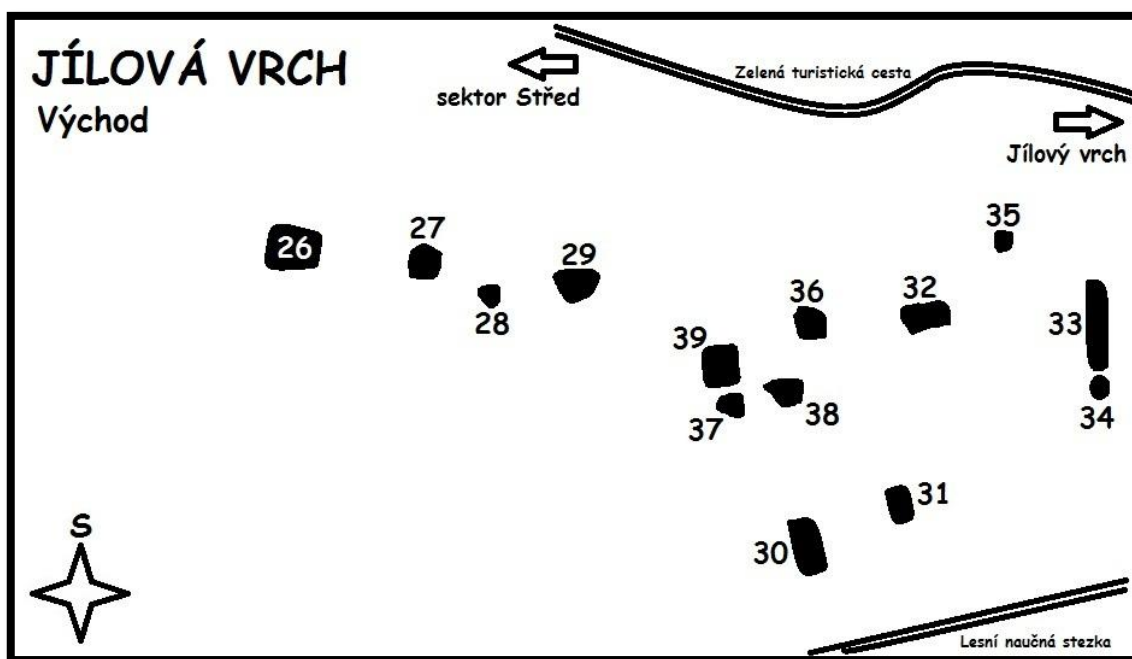 JÍLOVÁ VRCH
Východ
sektor Střed
Zelená turistická cesta
Jílový vrch
26
27
28
29
35
36
32
33
39
34
37
38
31
30
S
Lesní naučná stezka